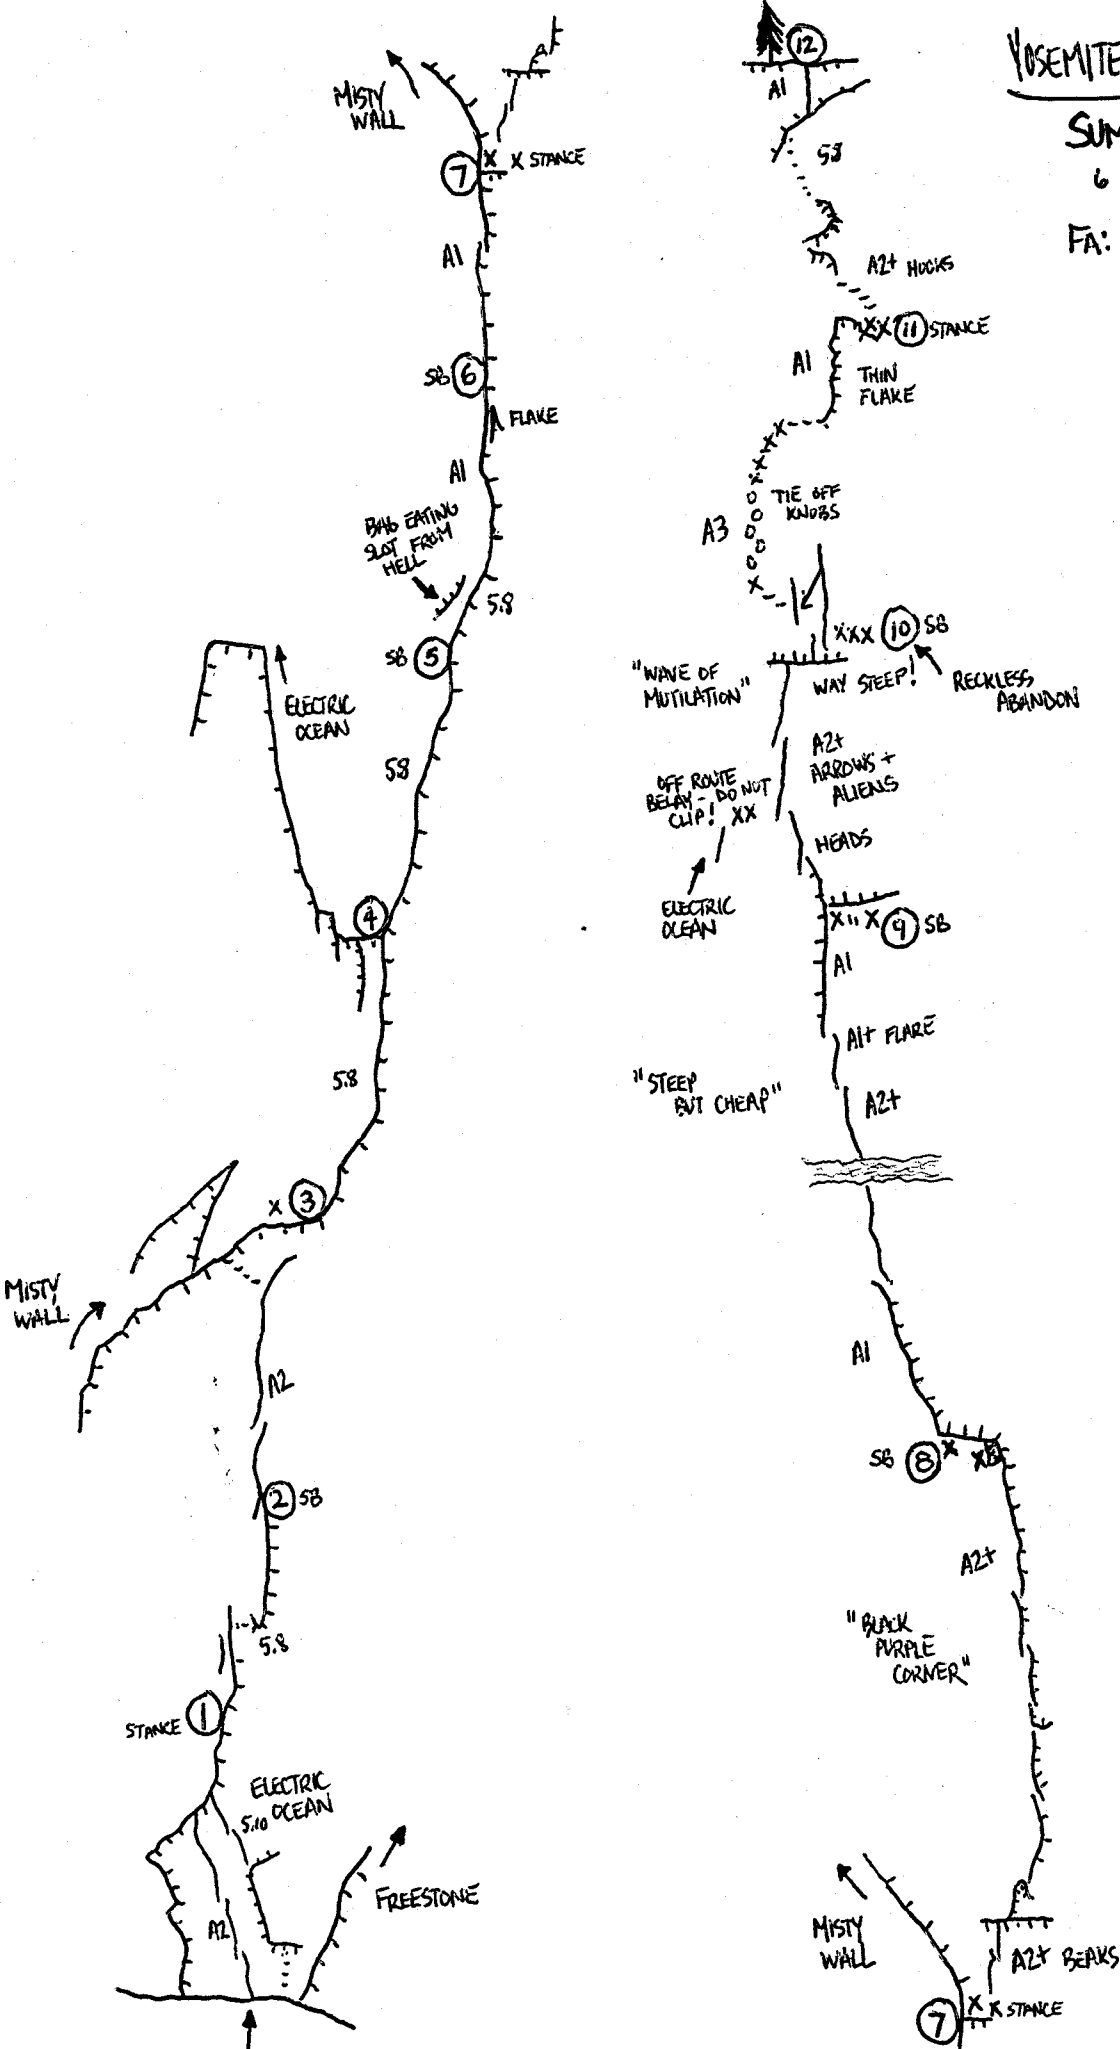 MISTY
WALL
7
X X STANCE
A1
SB 6
FLAKE
A1
BAG EATING
SLOT FROM
HELL
5.8
SB 5
ELECTRIC
OCEAN
5.8
4
5.8
X 3
MISTY
WALL
A2
2 SB
5.8
STANCE 1
ELECTRIC
OCEAN
5.10
FREESTONE
A2
12
A1
5.8
A2+ HOOKS
XX 11 STANCE
A1
THIN
FLAKE
TIE OFF
KNOBS
A3
XXX 10 SB
"WAVE OF
MUTILATION"
WAY STEEP!
RECKLESS
ABANDON
A2+
ARROWS +
ALIENS
OFF ROUTE
BELAY - DO NOT
CLIP! XX
HEADS
ELECTRIC
OCEAN
X X 9 SB
A1
A1+ FLARE
"STEEP
BUT CHEAP"
A2+
A1
SB 8 X X
A2+
"BLACK
PURPLE
CORNER"
MISTY
WALL
A2+ BEAKS
7
X X STANCE
YOSEMITE
SUM
6
FA: